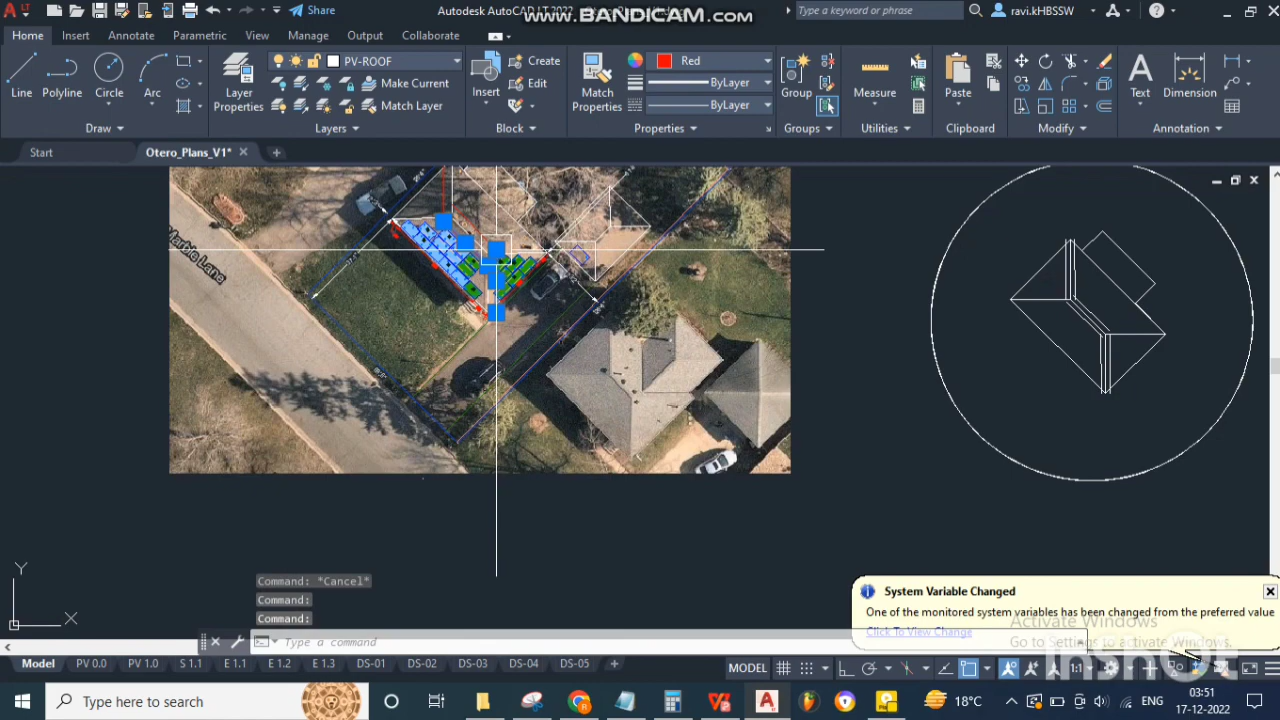 LT
Share
Autodesk AutoCAD LT 2022
www.BANDICAM.com
Type a keyword or phrase
ravi.kHBSSW
Home Insert Annotate Parametric View Manage Output Collaborate
Line
Polyline
Circle
Arc
Draw
Layer
Properties
PV-ROOF
Make Current
Match Layer
Layers
Insert
Create
Edit
Block
Match
Properties
Red
ByLayer
ByLayer
Properties
Group
Groups
Measure
Utilities
Paste
Clipboard
Modify
Text
Dimension
Annotation
Start
Otero_Plans_V1*
Marble Lane
Y
X
Command: *Cancel*
Command:
Command:
Type a command
System Variable Changed
One of the monitored system variables has been changed from the preferred value
Click To View Change
Activate Windows
Go to Settings to activate Windows.
InShOt
Model PV 0.0 PV 1.0 S 1.1 E 1.1 E 1.2 E 1.3 DS-01 DS-02 DS-03 DS-04 DS-05
MODEL
1:1
Type here to search
18°C
ENG
03:51
17-12-2022